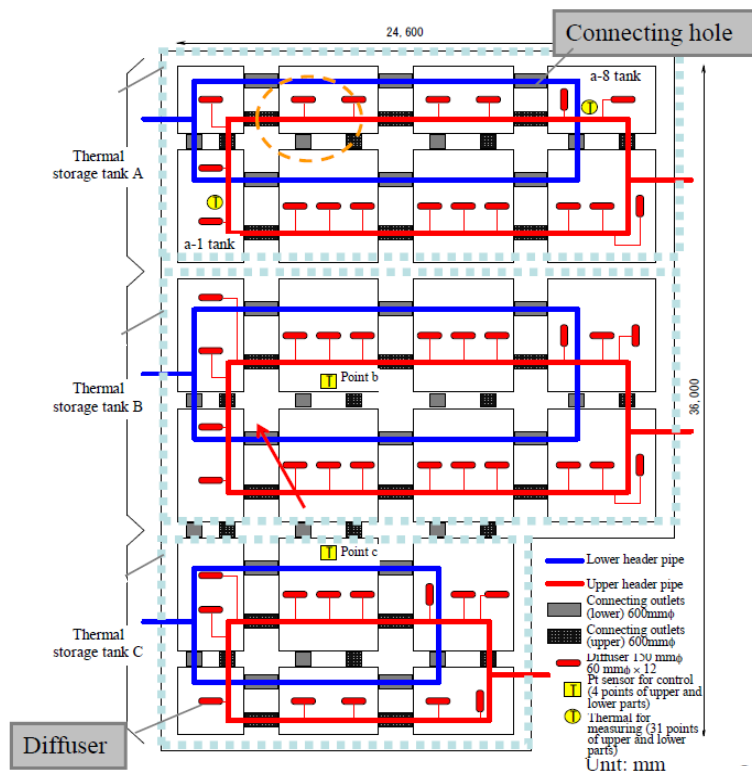 24, 600
Connecting hole
a-8 tank
T
Thermal
storage tank A
T
a-1 tank
Thermal
storage tank B
T Point b
36, 000
T Point c
Thermal
storage tank C
Lower header pipe
Upper header pipe
Connecting outlets
(lower) 600mmϕ
Connecting outlets
(upper) 600mmϕ
Diffuser 150 mmϕ
60 mmϕ × 12
T Pt sensor for control
(4 points of upper and
lower parts)
T Thermal for
measuring (31 points
of upper and lower
parts)
Unit: mm
Diffuser